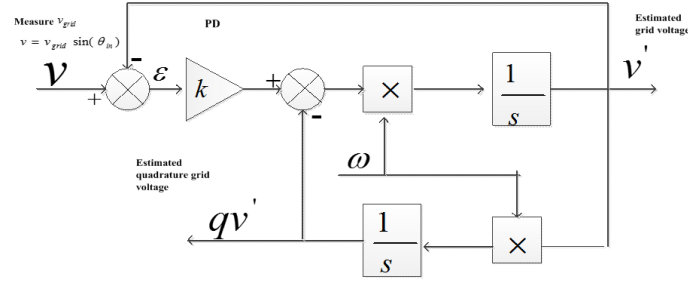 Measure v_grid
v = v_grid sin( θ_in )
PD
Estimated
grid voltage
v
-
+
ε
k
+
-
×
1
s
v'
ω
Estimated
quadrature grid
voltage
qv'
1
s
×